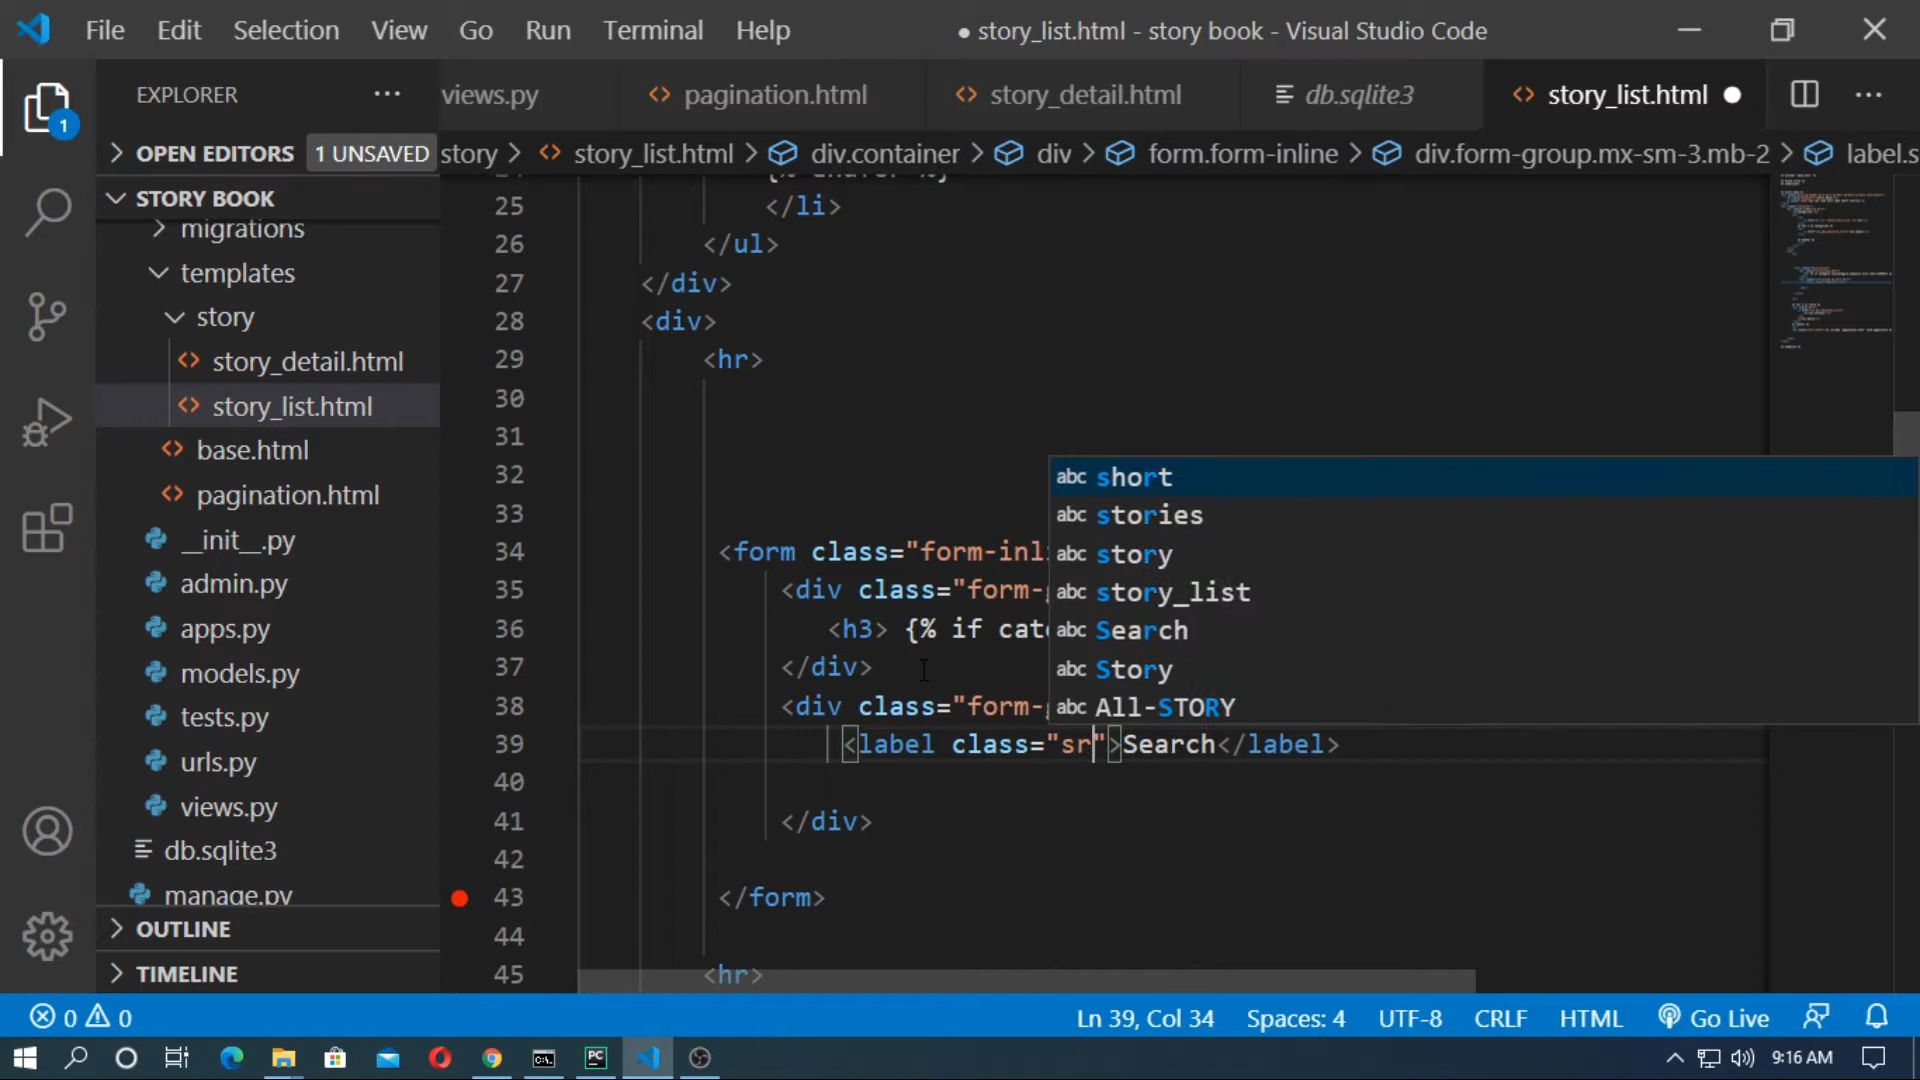 File Edit Selection View Go Run Terminal Help ● story_list.html - story book - Visual Studio Code
EXPLORER ··· views.py <> pagination.html <> story_detail.html db.sqlite3 <> story_list.html
OPEN EDITORS 1 UNSAVED story > <> story_list.html > div.container > div > form.form-inline > div.form-group.mx-sm-3.mb-2 > label.s
1
STORY BOOK
migrations
templates
story
<> story_detail.html
<> story_list.html
<> base.html
<> pagination.html
__init__.py
admin.py
apps.py
models.py
tests.py
urls.py
views.py
db.sqlite3
manage.py
OUTLINE
TIMELINE
25 </li>
26 </ul>
27 </div>
28 <div>
29 <hr>
30
31
32
33
34 <form class="form-inl
35 <div class="form-
36 <h3> {% if cat
37 </div>
38 <div class="form-
39 <label class="sr">Search</label>
40
41 </div>
42
43 </form>
44
45 <hr>
abc short
abc stories
abc story
abc story_list
abc Search
abc Story
abc All-STORY
0 0 Ln 39, Col 34 Spaces: 4 UTF-8 CRLF HTML Go Live
9:16 AM